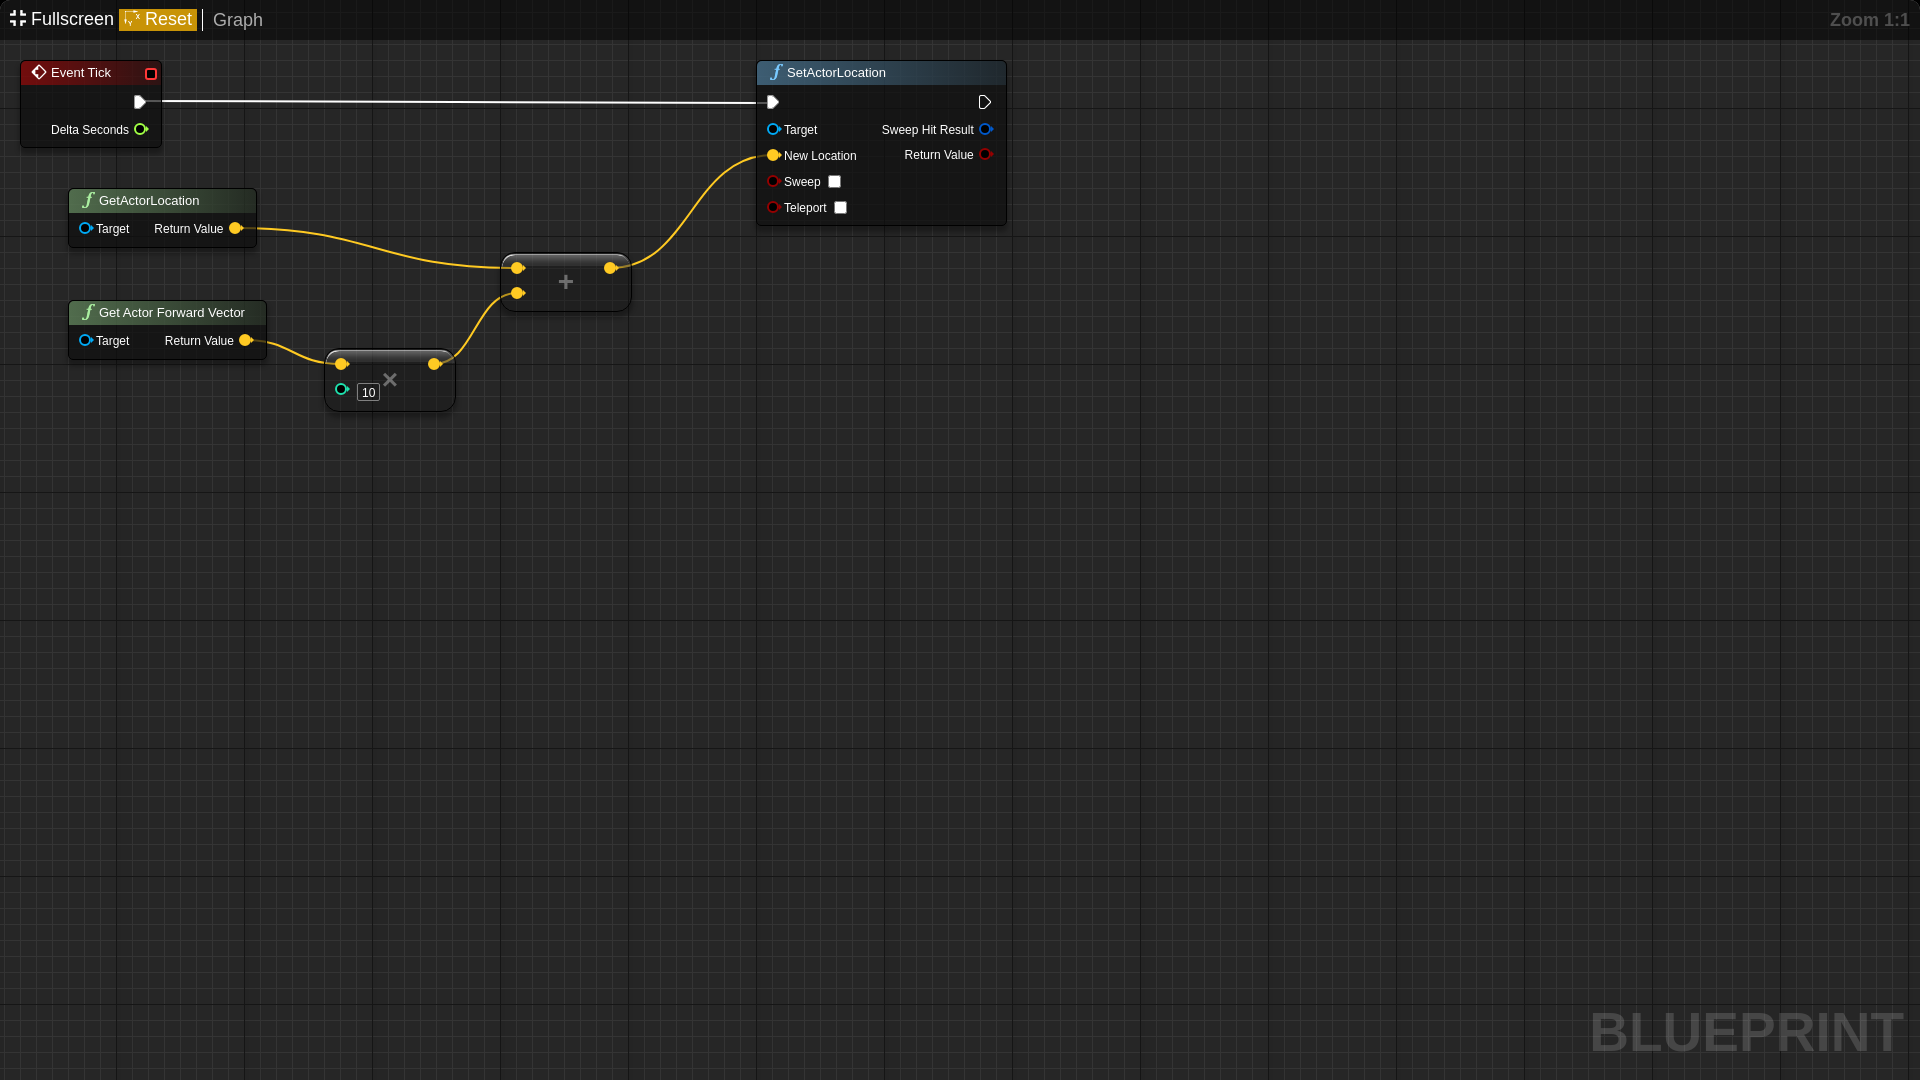 Fullscreen Reset Graph Zoom 1:1
Event Tick
Delta Seconds
SetActorLocation
Target Sweep Hit Result
New Location Return Value
Sweep
Teleport
GetActorLocation
Target Return Value
+
Get Actor Forward Vector
Target Return Value
×
10
BLUEPRINT